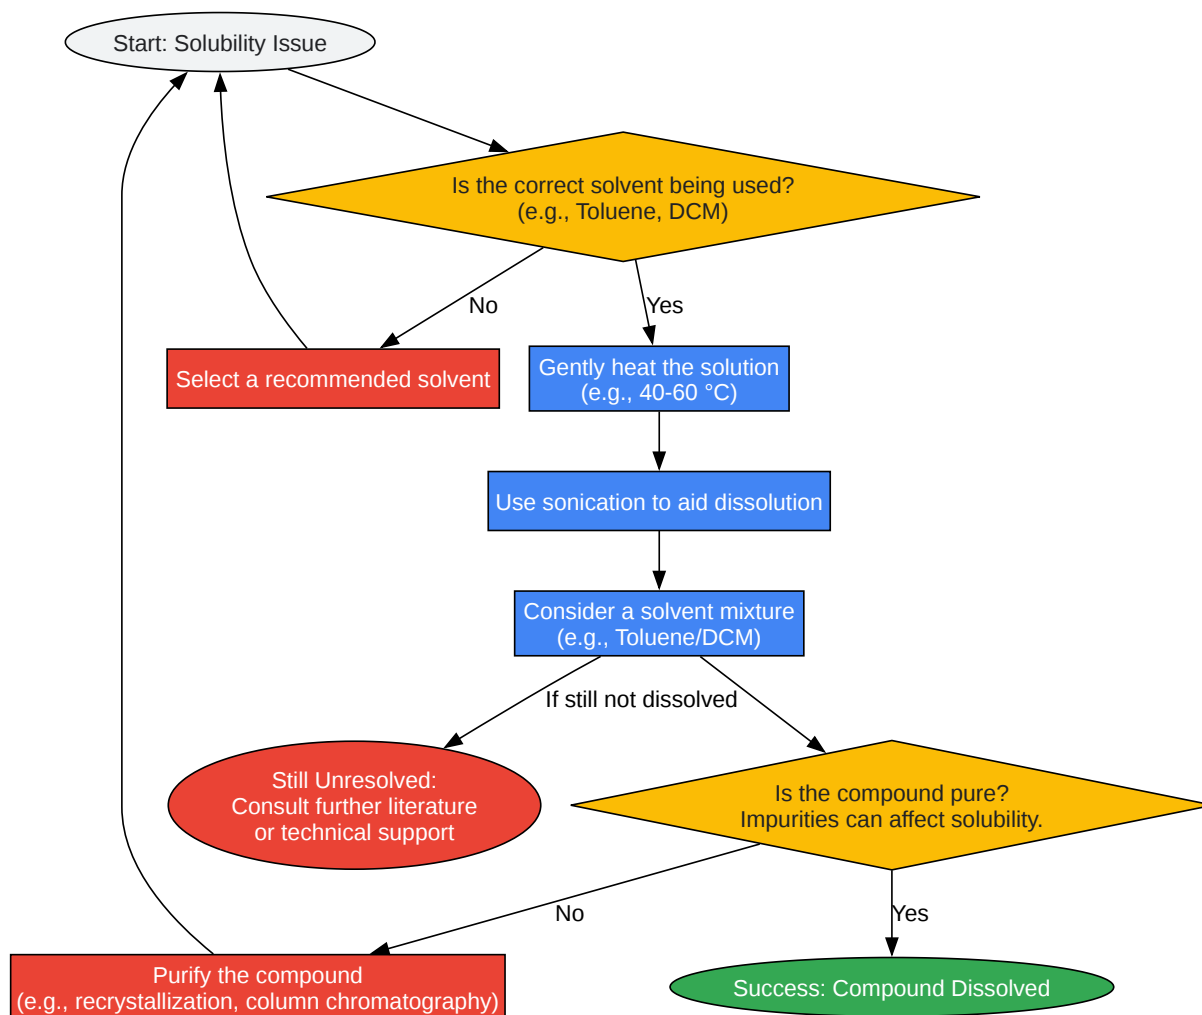 Start: Solubility Issue
Is the correct solvent being used?
(e.g., Toluene, DCM)
No
Yes
Select a recommended solvent
Gently heat the solution
(e.g., 40-60 °C)
Use sonication to aid dissolution
Consider a solvent mixture
(e.g., Toluene/DCM)
If still not dissolved
Still Unresolved:
Consult further literature
or technical support
Is the compound pure?
Impurities can affect solubility.
No
Yes
Purify the compound
(e.g., recrystallization, column chromatography)
Success: Compound Dissolved